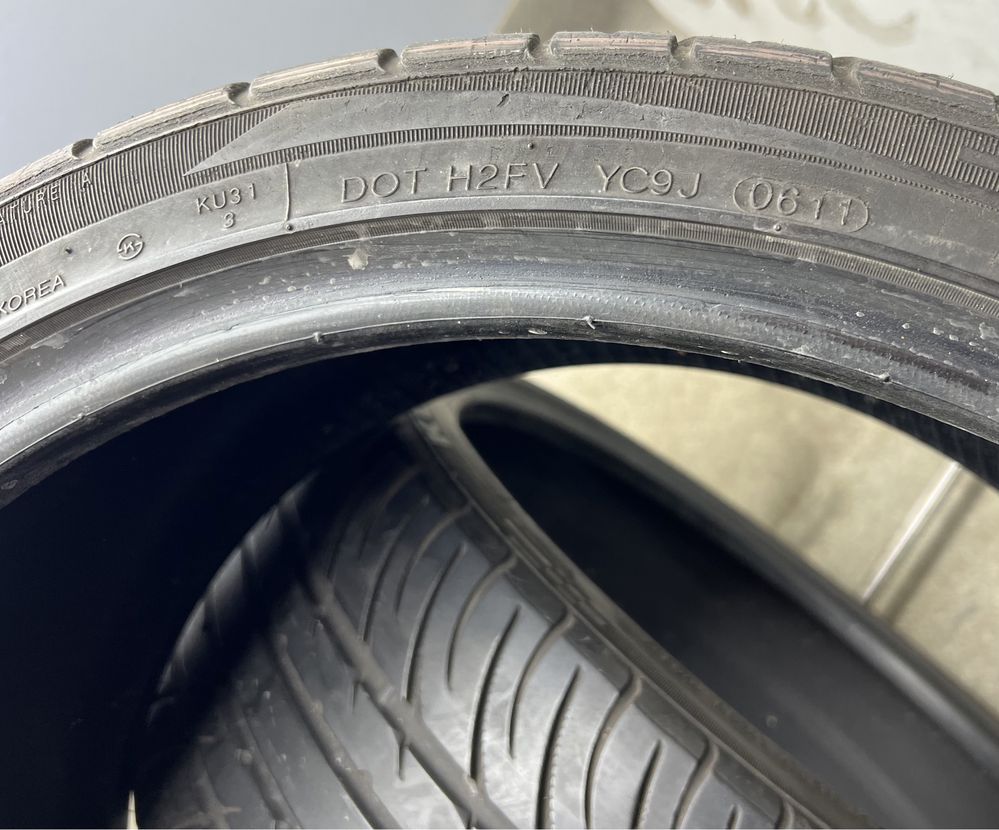 DOT H2FV YC9J 0611
KU31
3
K
KOREA